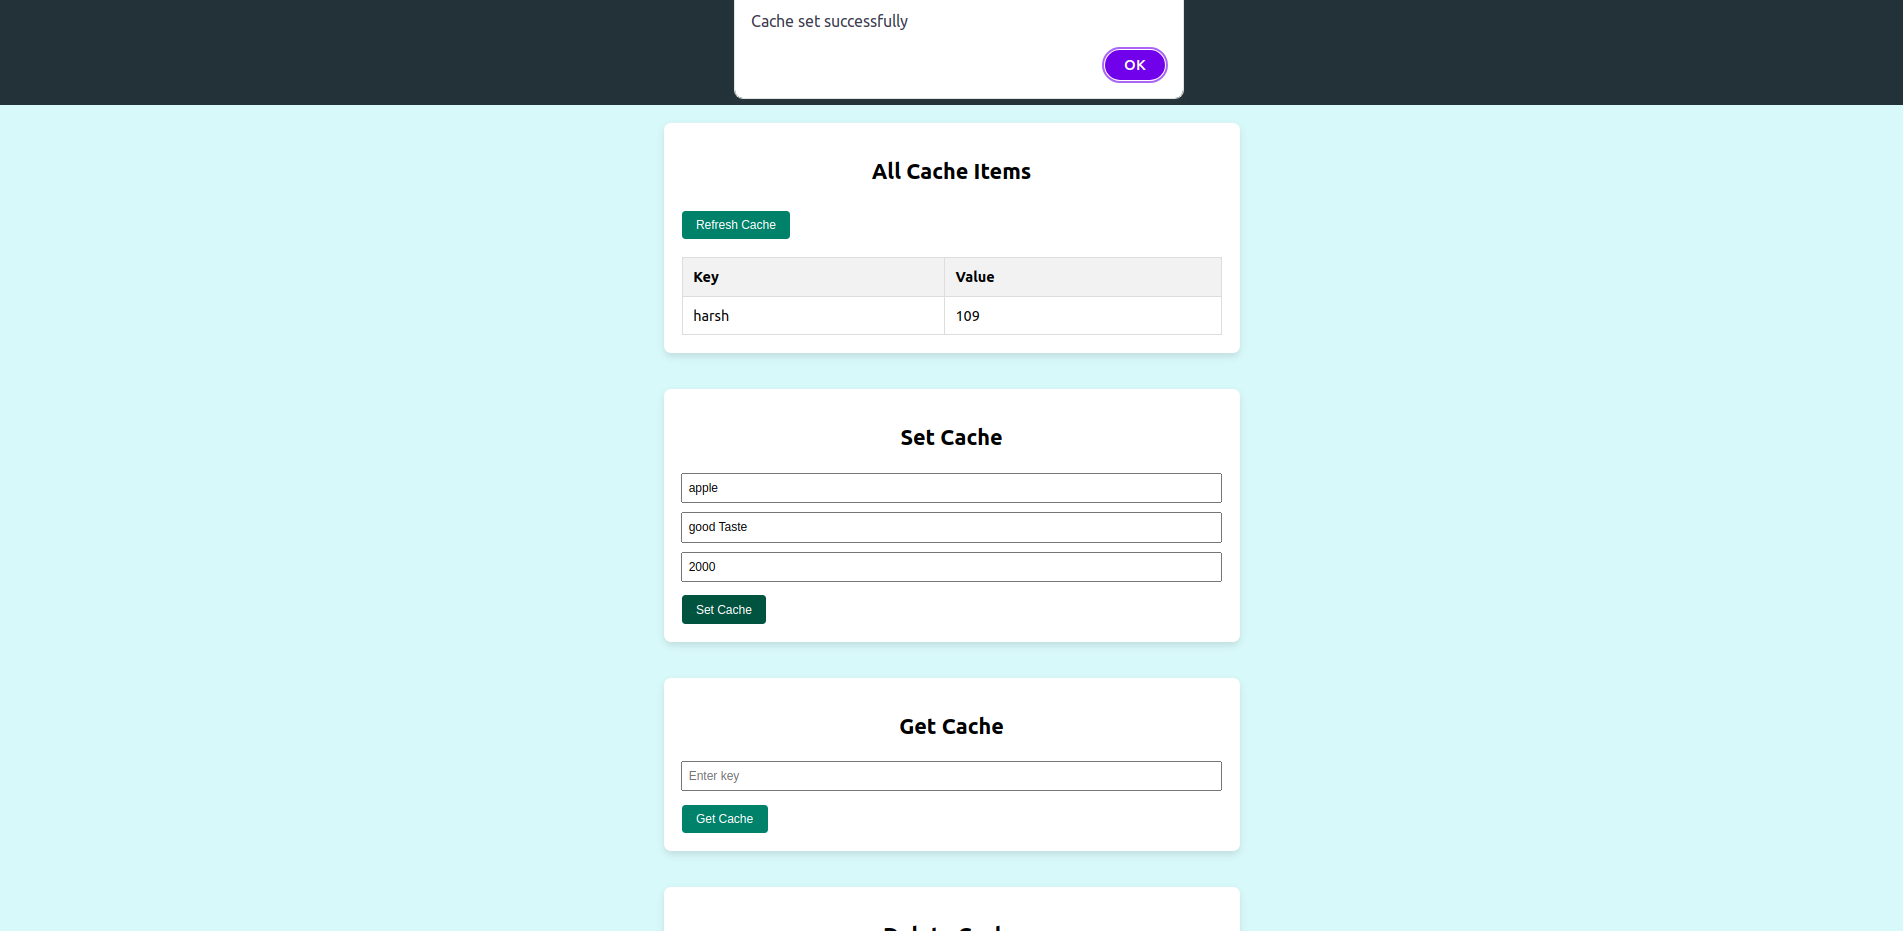 Cache set successfully
OK
All Cache Items
Refresh Cache
Key Value
harsh 109
Set Cache
apple
good Taste
2000
Set Cache
Get Cache
Enter key
Get Cache